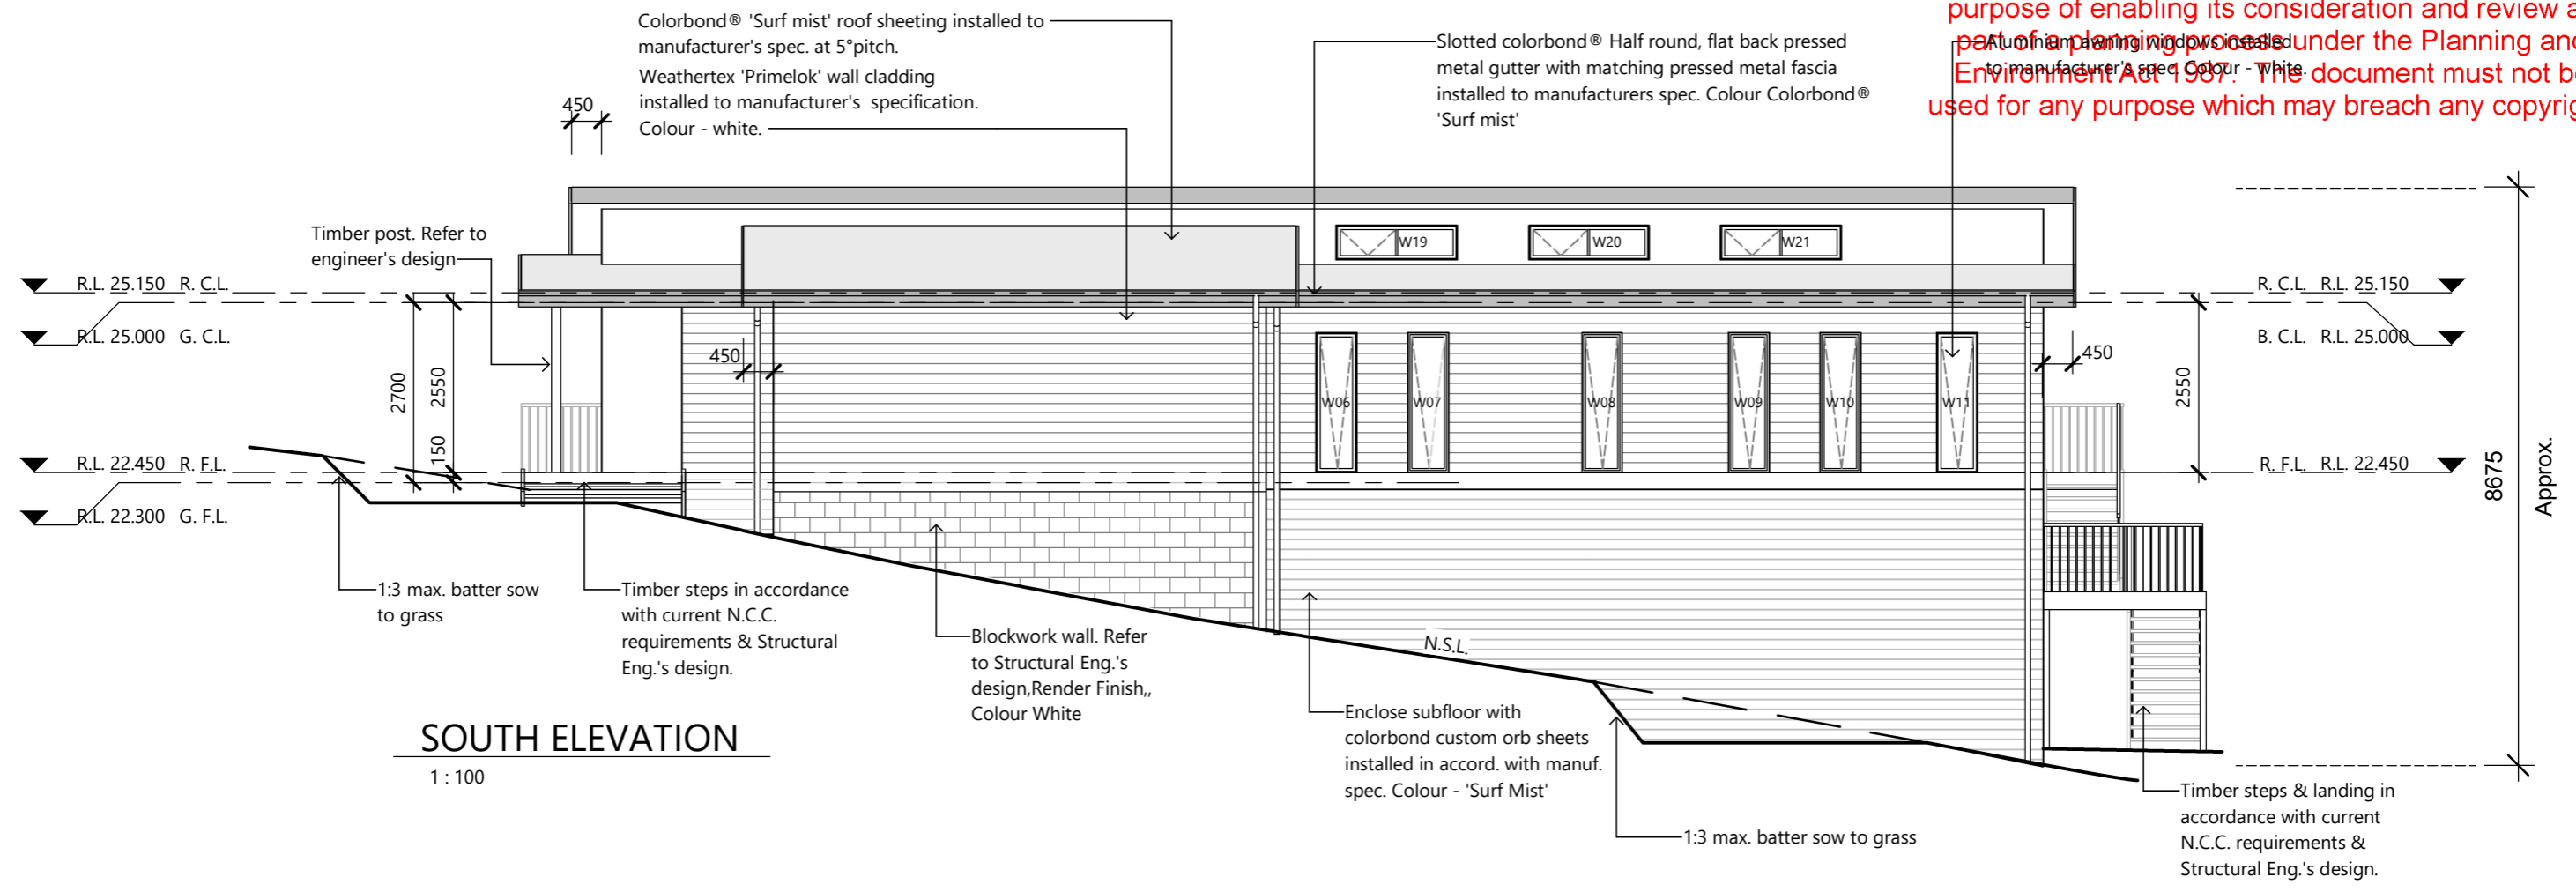 purpose of enabling its consideration and review a
part of a planning process under the Planning and
Environment Act 1987. The document must not b
used for any purpose which may breach any copyrig
Colorbond® 'Surf mist' roof sheeting installed to
manufacturer's spec. at 5°pitch.
Weathertex 'Primelok' wall cladding
installed to manufacturer's specification.
Colour - white.
450
Slotted colorbond® Half round, flat back pressed
metal gutter with matching pressed metal fascia
installed to manufacturers spec. Colour Colorbond®
'Surf mist'
Aluminium awning windows installed
to manufacturer's spec. Colour - white.
Timber post. Refer to
engineer's design
W19
W20
W21
R.L. 25.150 R. C.L.
R.L. 25.000 G. C.L.
R. C.L. R.L. 25.150
B. C.L. R.L. 25.000
2700
2550
150
450
W06
W07
W08
W09
W10
W11
450
2550
R.L. 22.450 R. F.L.
R.L. 22.300 G. F.L.
R. F.L. R.L. 22.450
8675
Approx.
1:3 max. batter sow
to grass
Timber steps in accordance
with current N.C.C.
requirements & Structural
Eng.'s design.
Blockwork wall. Refer
to Structural Eng.'s
design,Render Finish,,
Colour White
N.S.L.
Enclose subfloor with
colorbond custom orb sheets
installed in accord. with manuf.
spec. Colour - 'Surf Mist'
1:3 max. batter sow to grass
Timber steps & landing in
accordance with current
N.C.C. requirements &
Structural Eng.'s design.
SOUTH ELEVATION
1 : 100